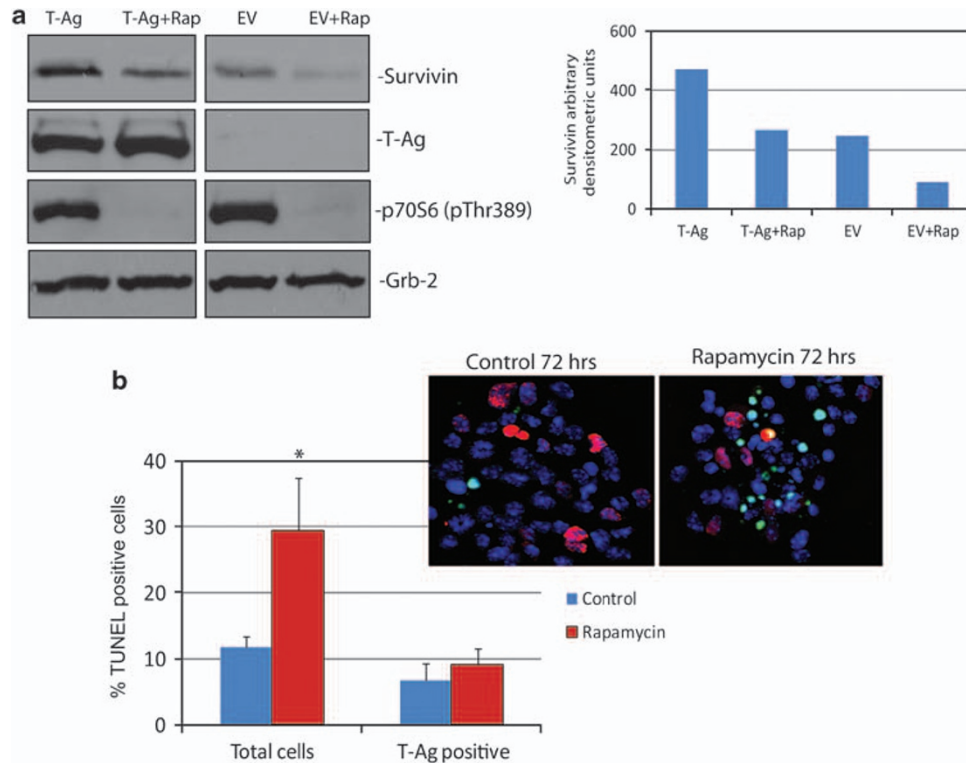 a
T-Ag T-Ag+Rap EV EV+Rap
-Survivin
-T-Ag
-p70S6 (pThr389)
-Grb-2
Survivin arbitrary
densitometric units
600
400
200
0
T-Ag T-Ag+Rap EV EV+Rap
b
Control 72 hrs Rapamycin 72 hrs
% TUNEL positive cells
40
30
20
10
0
*
Total cells T-Ag positive
Control
Rapamycin